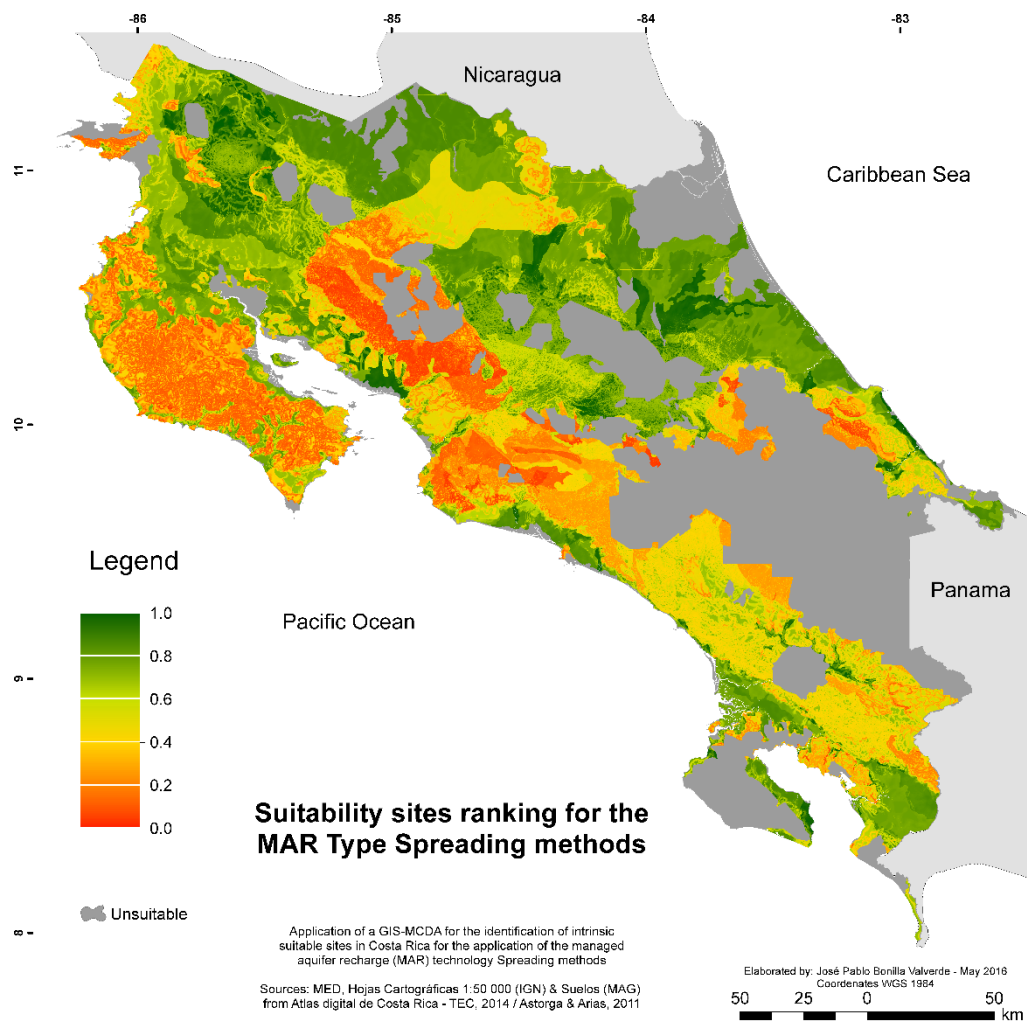 -86 -85 -84 -83
Nicaragua
Caribbean Sea
11
10
9
8
Panama
Pacific Ocean
Legend
1.0
0.8
0.6
0.4
0.2
0.0
Unsuitable
Suitability sites ranking for the
MAR Type Spreading methods
Application of a GIS-MCDA for the identification of intrinsic
suitable sites in Costa Rica for the application of the managed
aquifer recharge (MAR) technology Spreading methods
Sources: MED, Hojas Cartográficas 1:50 000 (IGN) & Suelos (MAG)
from Atlas digital de Costa Rica - TEC, 2014 / Astorga & Arias, 2011
Elaborated by: José Pablo Bonilla Valverde - May 2016
Coordenates WGS 1984
50 25 0 50
km